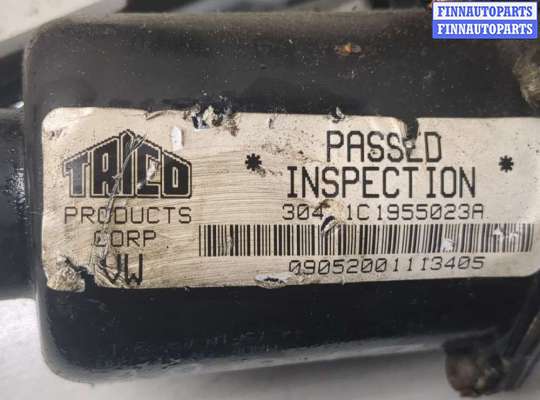 FINNAUTOPARTS
FINNAUTOPARTS
TRICO
PRODUCTS
CORP
VW
* PASSED *
INSPECTION
304 1C1955023A
09052001113405